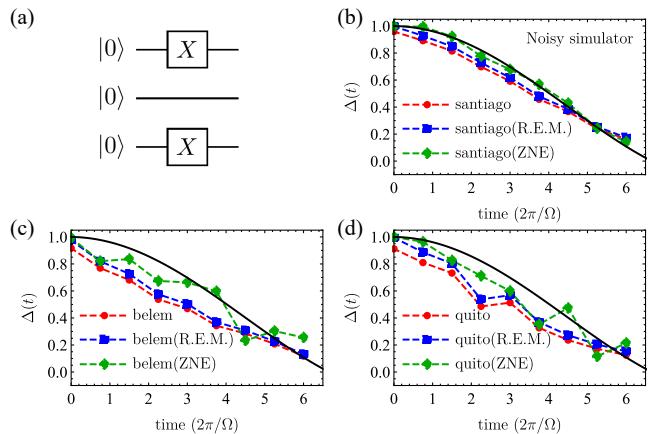 (a)
|0⟩ X
|0⟩
|0⟩ X
(b)
Noisy simulator
Δ(t)
1.0
0.8
0.6
0.4
0.2
0.0
santiago
santiago(R.E.M.)
santiago(ZNE)
0 1 2 3 4 5 6
time (2π/Ω)
(c)
Δ(t)
1.0
0.8
0.6
0.4
0.2
0.0
belem
belem(R.E.M.)
belem(ZNE)
0 1 2 3 4 5 6
time (2π/Ω)
(d)
Δ(t)
1.0
0.8
0.6
0.4
0.2
0.0
quito
quito(R.E.M.)
quito(ZNE)
0 1 2 3 4 5 6
time (2π/Ω)